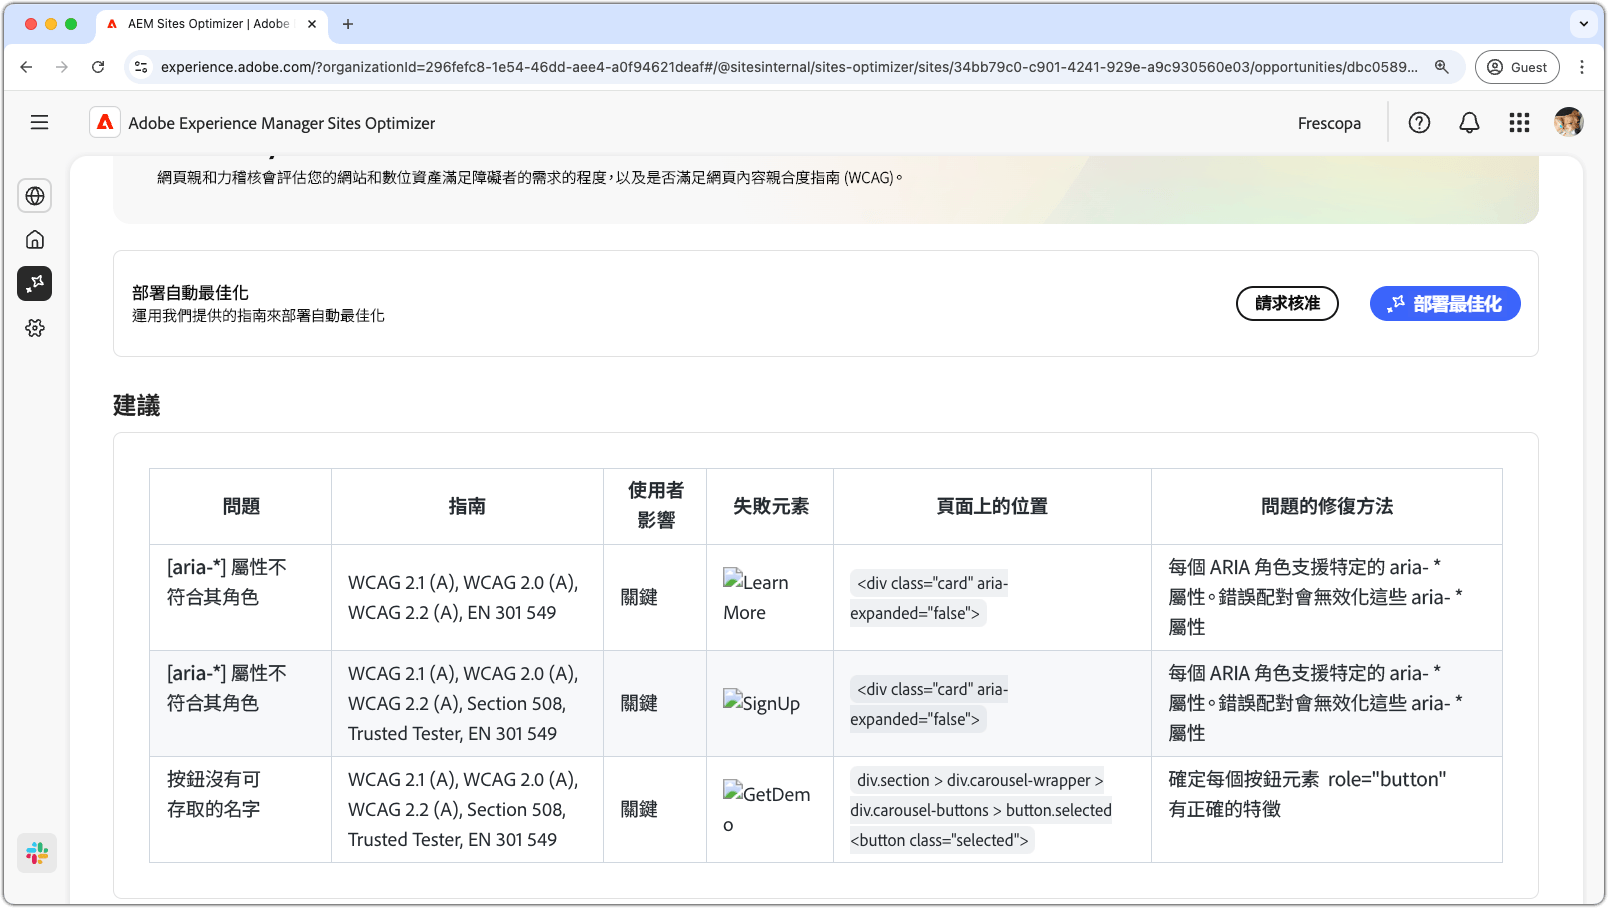 AEM Sites Optimizer | Adobe
experience.adobe.com/?organizationId=296fefc8-1e54-46dd-aee4-a0f94621deaf#/@sitesinternal/sites-optimizer/sites/34bb79c0-c901-4241-929e-a9c930560e03/opportunities/dbc0589...
Guest
Adobe Experience Manager Sites Optimizer
Frescopa
網頁親和力稽核會評估您的網站和數位資產滿足障礙者的需求的程度，以及是否滿足網頁內容親合度指南 (WCAG)。
部署自動最佳化
運用我們提供的指南來部署自動最佳化
請求核准
部署最佳化
建議
問題
指南
使用者
影響
失敗元素
頁面上的位置
問題的修復方法
[aria-*] 屬性不
符合其角色
WCAG 2.1 (A), WCAG 2.0 (A),
WCAG 2.2 (A), EN 301 549
關鍵
Learn
More
<div class="card" aria-
expanded="false">
每個 ARIA 角色支援特定的 aria- *
屬性。錯誤配對會無效化這些 aria- *
屬性
[aria-*] 屬性不
符合其角色
WCAG 2.1 (A), WCAG 2.0 (A),
WCAG 2.2 (A), Section 508,
Trusted Tester, EN 301 549
關鍵
SignUp
<div class="card" aria-
expanded="false">
每個 ARIA 角色支援特定的 aria- *
屬性。錯誤配對會無效化這些 aria- *
屬性
按鈕沒有可
存取的名字
WCAG 2.1 (A), WCAG 2.0 (A),
WCAG 2.2 (A), Section 508,
Trusted Tester, EN 301 549
關鍵
GetDem
o
div.section > div.carousel-wrapper >
div.carousel-buttons > button.selected
<button class="selected">
確定每個按鈕元素 role="button"
有正確的特徵